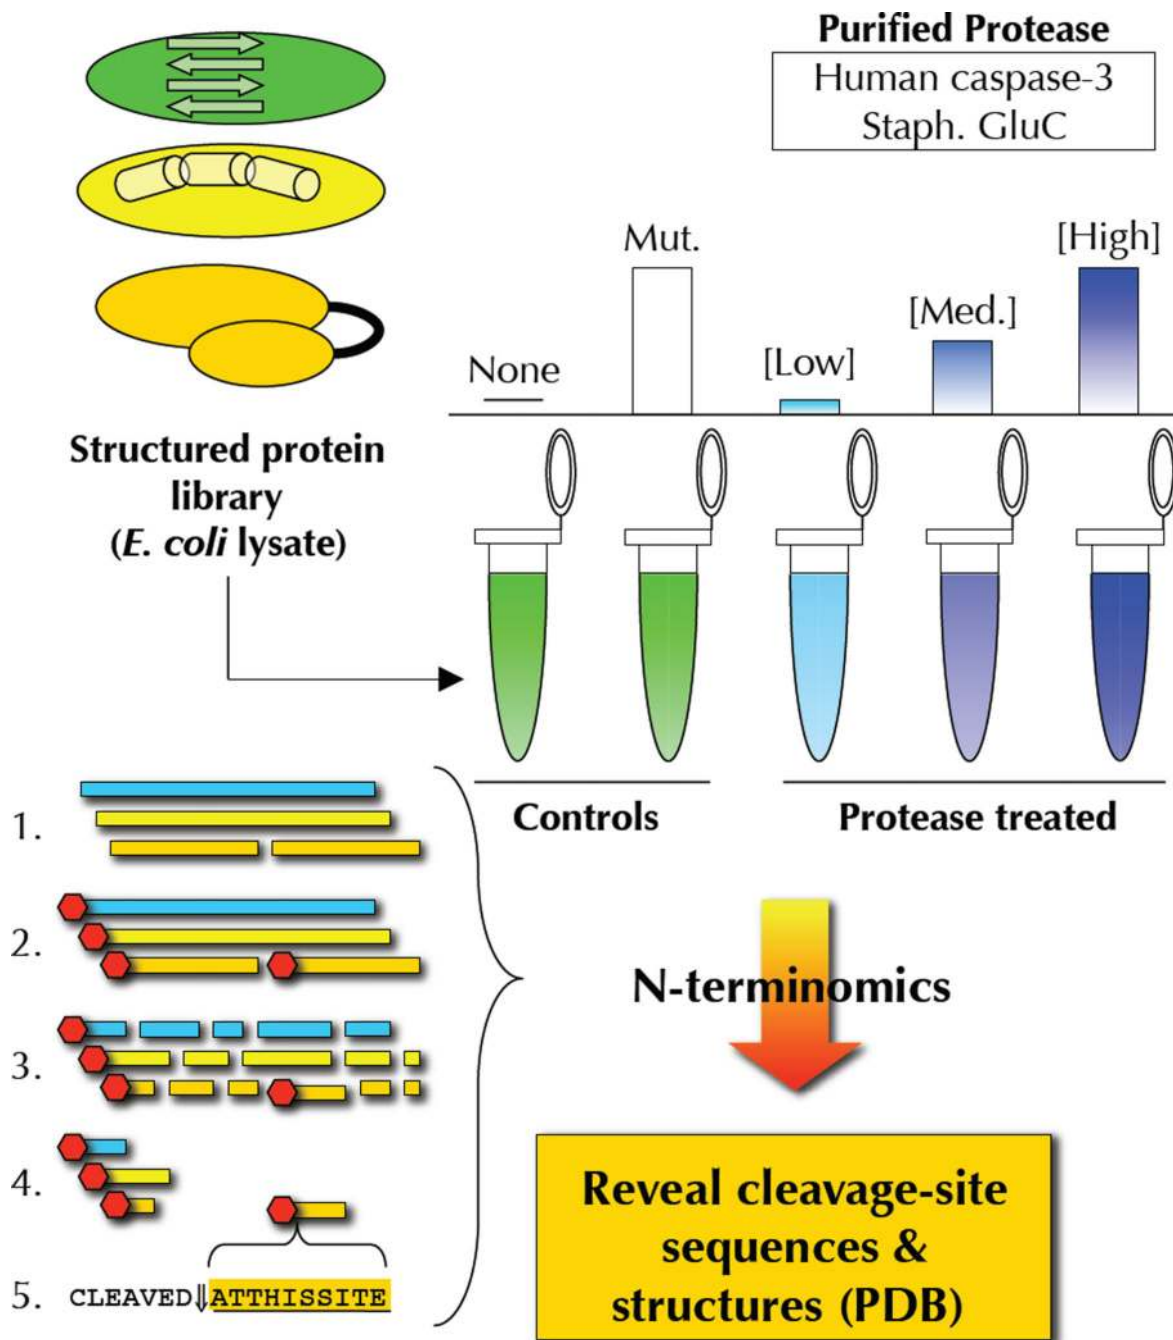 Purified Protease
Human caspase-3
Staph. GluC
None
Mut.
[Low]
[Med.]
[High]
Structured protein
library
(E. coli lysate)
Controls
Protease treated
1.
2.
3.
4.
5. CLEAVED⇓ATTHISSITE
N-terminomics
Reveal cleavage-site
sequences &
structures (PDB)